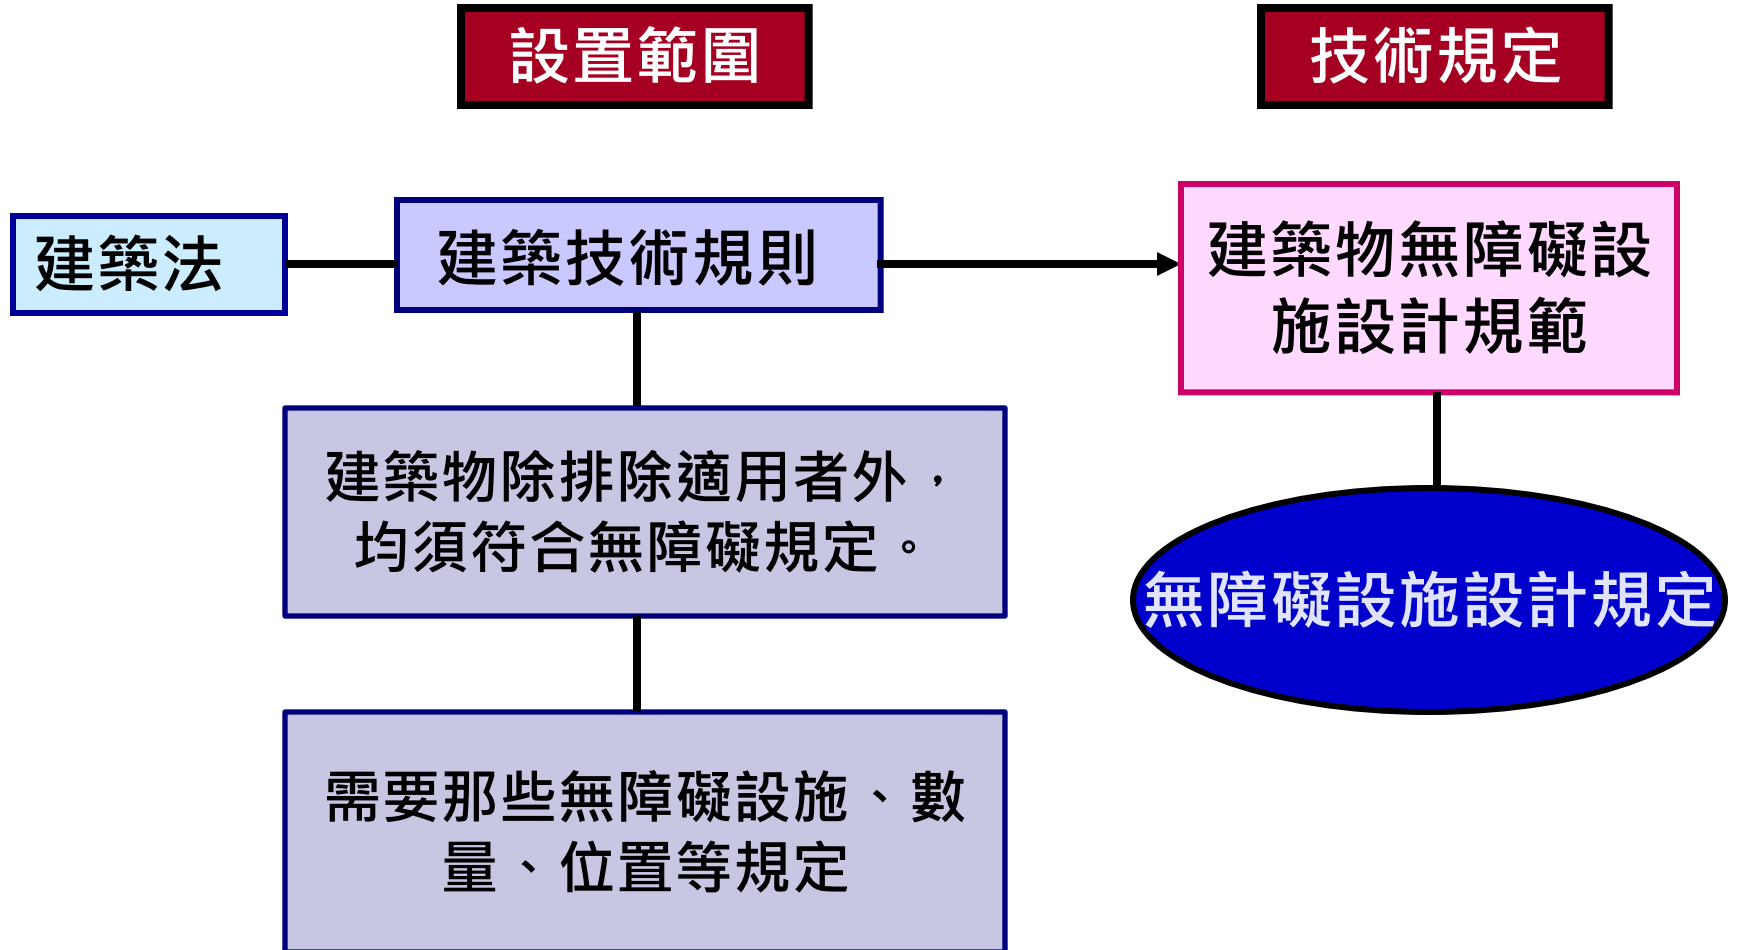 設置範圍
技術規定
建築法
建築技術規則
建築物無障礙設
施設計規範
建築物除排除適用者外，
均須符合無障礙規定。
無障礙設施設計規定
需要那些無障礙設施、數
量、位置等規定